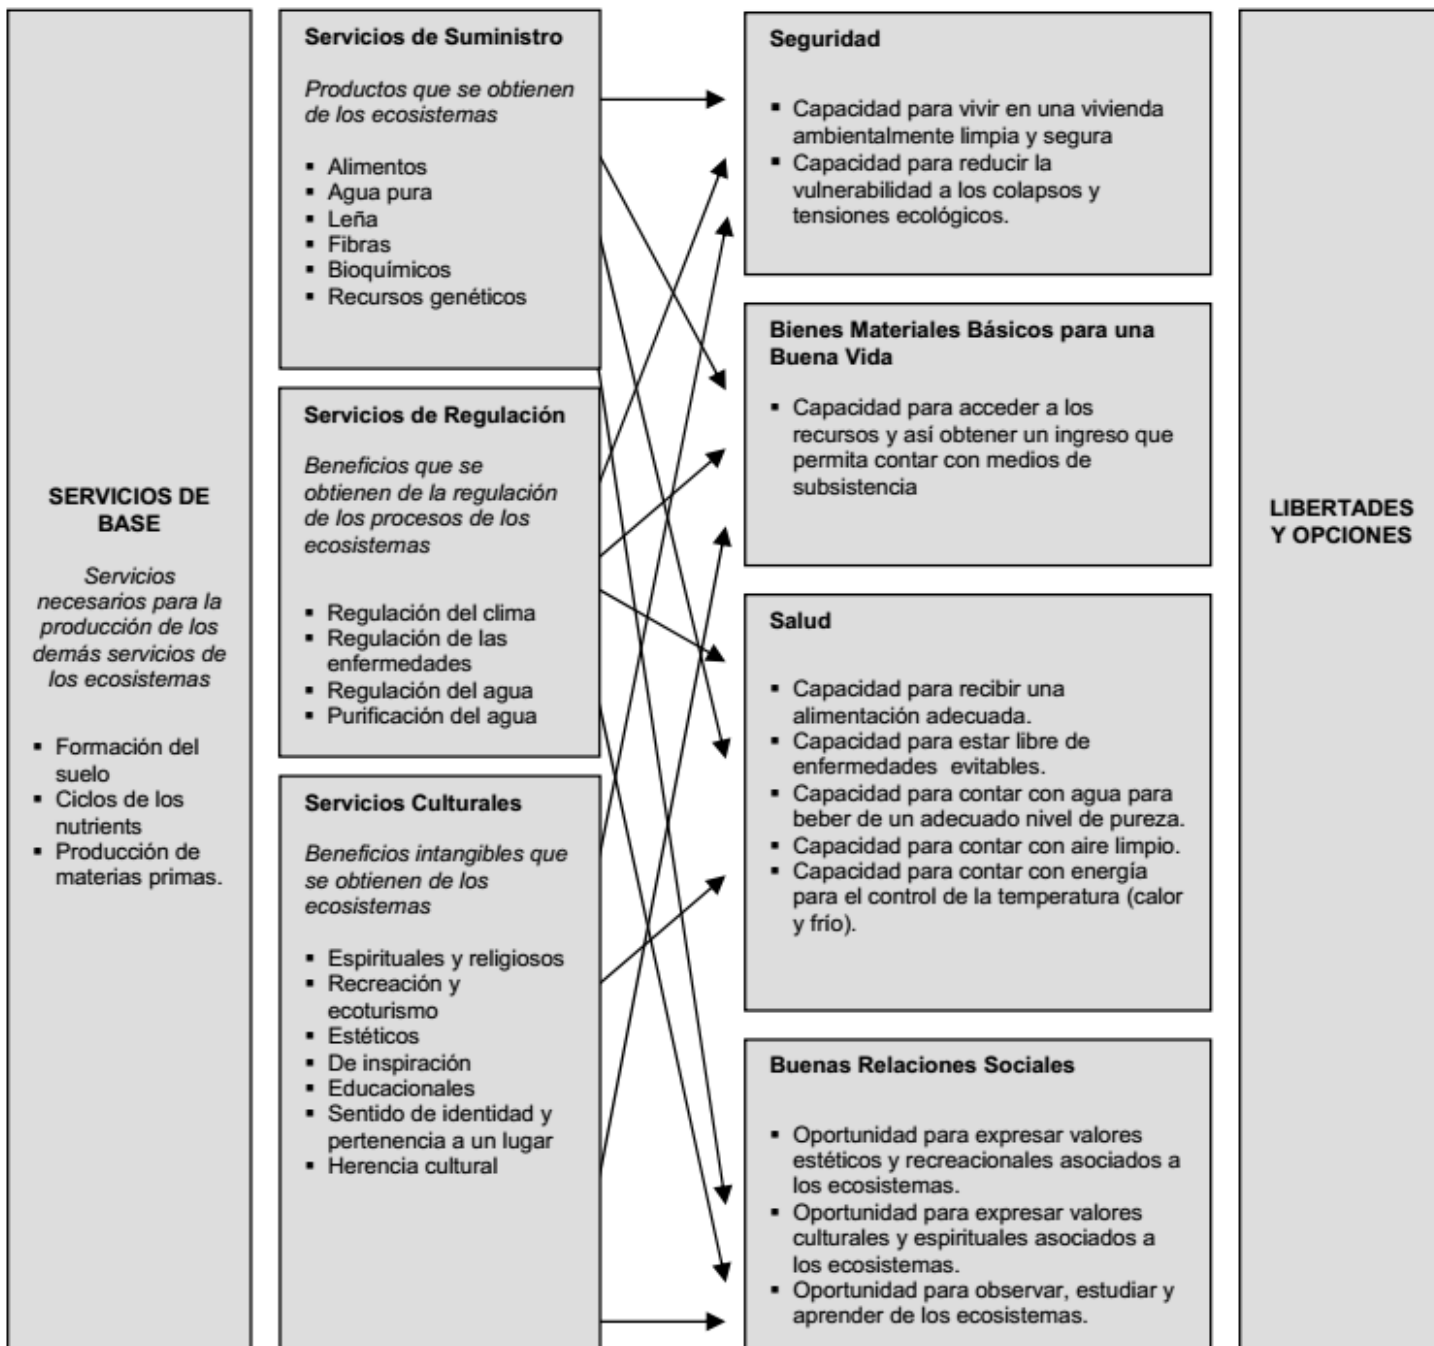 SERVICIOS DE
BASE
Servicios
necesarios para la
producción de los
demás servicios de
los ecosistemas
▪ Formación del
suelo
▪ Ciclos de los
nutrients
▪ Producción de
materias primas.
Servicios de Suministro
Productos que se obtienen
de los ecosistemas
▪ Alimentos
▪ Agua pura
▪ Leña
▪ Fibras
▪ Bioquímicos
▪ Recursos genéticos
Servicios de Regulación
Beneficios que se
obtienen de la regulación
de los procesos de los
ecosistemas
▪ Regulación del clima
▪ Regulación de las
enfermedades
▪ Regulación del agua
▪ Purificación del agua
Servicios Culturales
Beneficios intangibles que
se obtienen de los
ecosistemas
▪ Espirituales y religiosos
▪ Recreación y
ecoturismo
▪ Estéticos
▪ De inspiración
▪ Educacionales
▪ Sentido de identidad y
pertenencia a un lugar
▪ Herencia cultural
Seguridad
▪ Capacidad para vivir en una vivienda
ambientalmente limpia y segura
▪ Capacidad para reducir la
vulnerabilidad a los colapsos y
tensiones ecológicos.
Bienes Materiales Básicos para una
Buena Vida
▪ Capacidad para acceder a los
recursos y así obtener un ingreso que
permita contar con medios de
subsistencia
Salud
▪ Capacidad para recibir una
alimentación adecuada.
▪ Capacidad para estar libre de
enfermedades evitables.
▪ Capacidad para contar con agua para
beber de un adecuado nivel de pureza.
▪ Capacidad para contar con aire limpio.
▪ Capacidad para contar con energía
para el control de la temperatura (calor
y frío).
Buenas Relaciones Sociales
▪ Oportunidad para expresar valores
estéticos y recreacionales asociados a
los ecosistemas.
▪ Oportunidad para expresar valores
culturales y espirituales asociados a
los ecosistemas.
▪ Oportunidad para observar, estudiar y
aprender de los ecosistemas.
LIBERTADES
Y OPCIONES